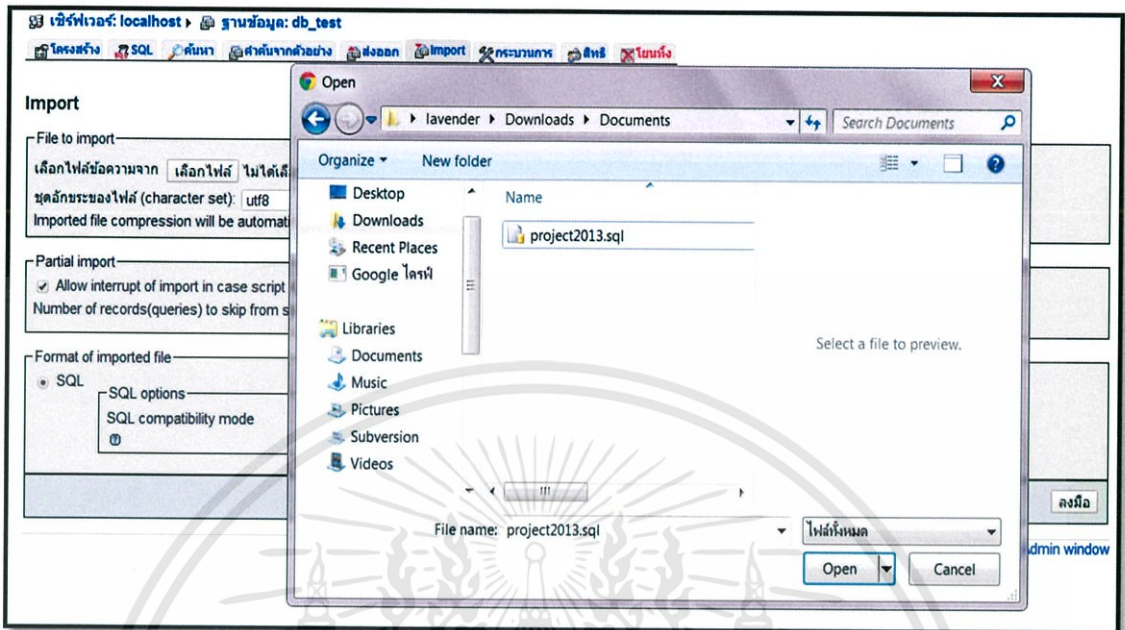 เซิร์ฟเวอร์: localhost ▸ ฐานข้อมูล: db_test
โครงสร้าง SQL ค้นหา คำค้นจากตัวอย่าง ส่งออก Import กระบวนการ สิทธิ โยนทิ้ง
Import
File to import
เลือกไฟล์ข้อความจาก เลือกไฟล์ ไม่ได้เลื
ชุดอักขระของไฟล์ (character set): utf8
Imported file compression will be automati
Partial import
Allow interrupt of import in case script
Number of records(queries) to skip from s
Format of imported file
SQL
SQL options
SQL compatibility mode
ลงมือ
dmin window
Open
lavender ▸ Downloads ▸ Documents
Search Documents
Organize New folder
Desktop
Downloads
Recent Places
Google ไดรฟ์
Libraries
Documents
Music
Pictures
Subversion
Videos
Name
project2013.sql
Select a file to preview.
File name: project2013.sql
ไฟล์ทั้งหมด
Open Cancel